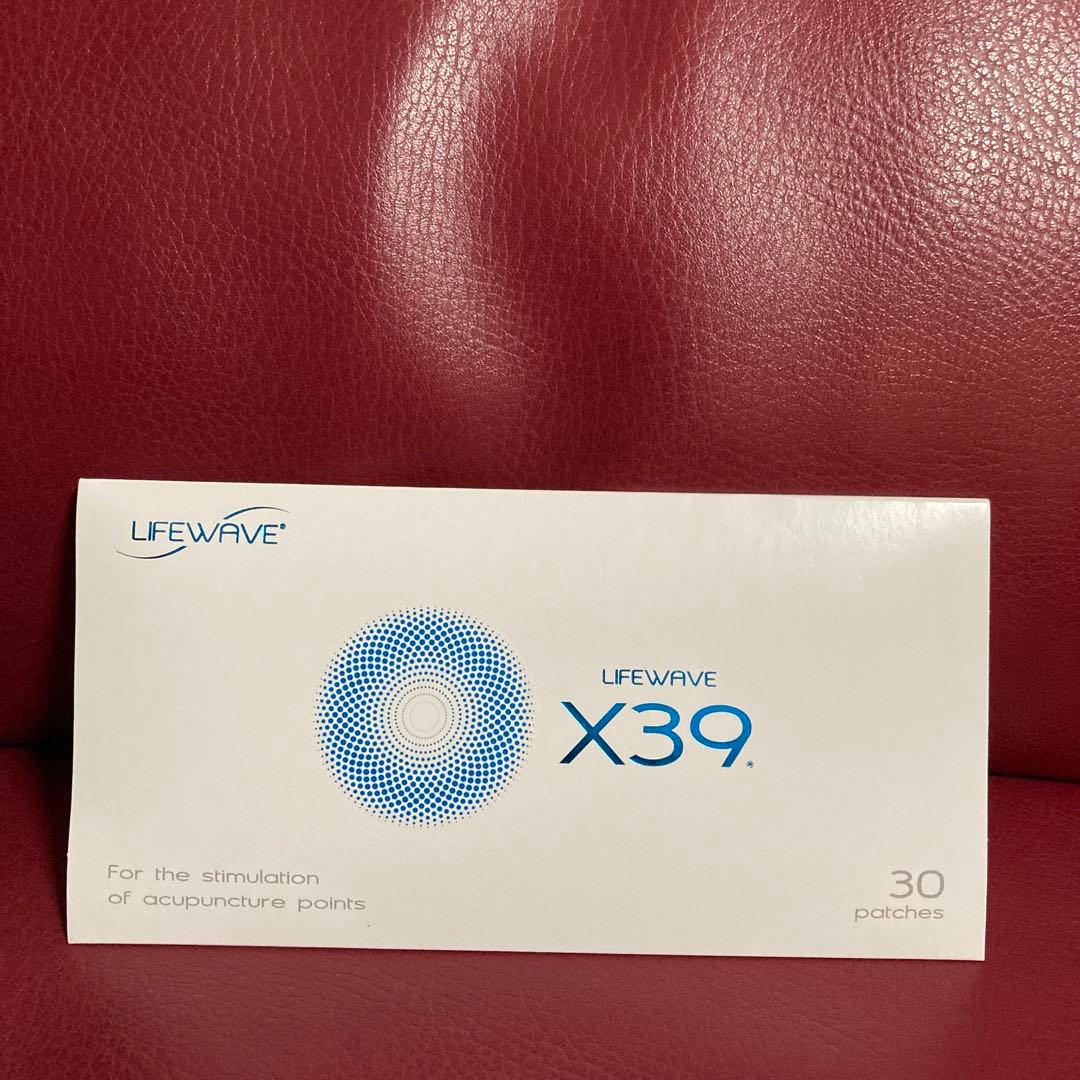 LIFEWAVE®
LIFEWAVE
X39®
For the stimulation
of acupuncture points
30
patches